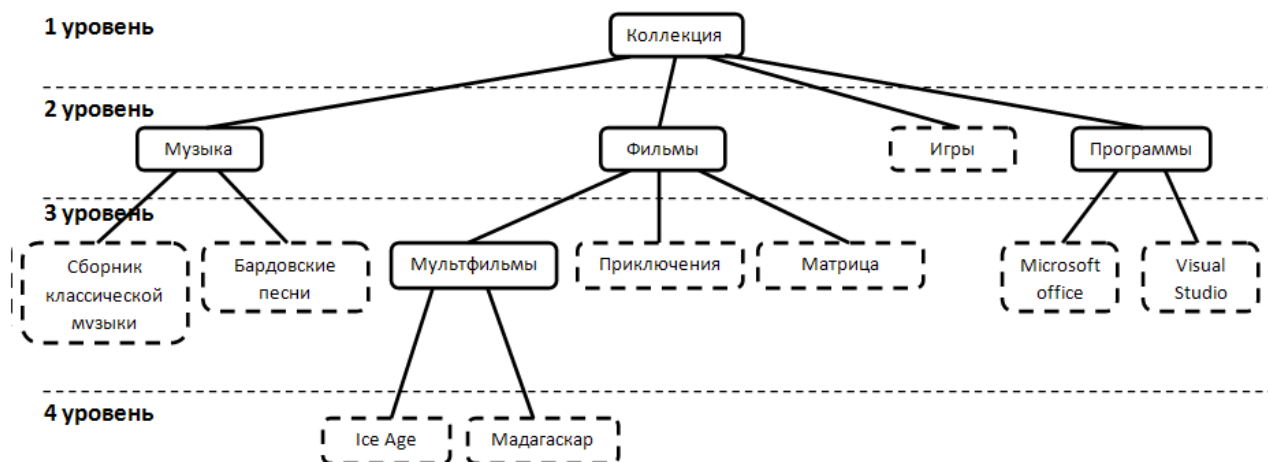 1 уровень
Коллекция
2 уровень
Музыка
Фильмы
Игры
Программы
3 уровень
Сборник
классической
музыки
Бардовские
песни
Мультфильмы
Приключения
Матрица
Microsoft
office
Visual
Studio
4 уровень
Ice Age
Мадагаскар